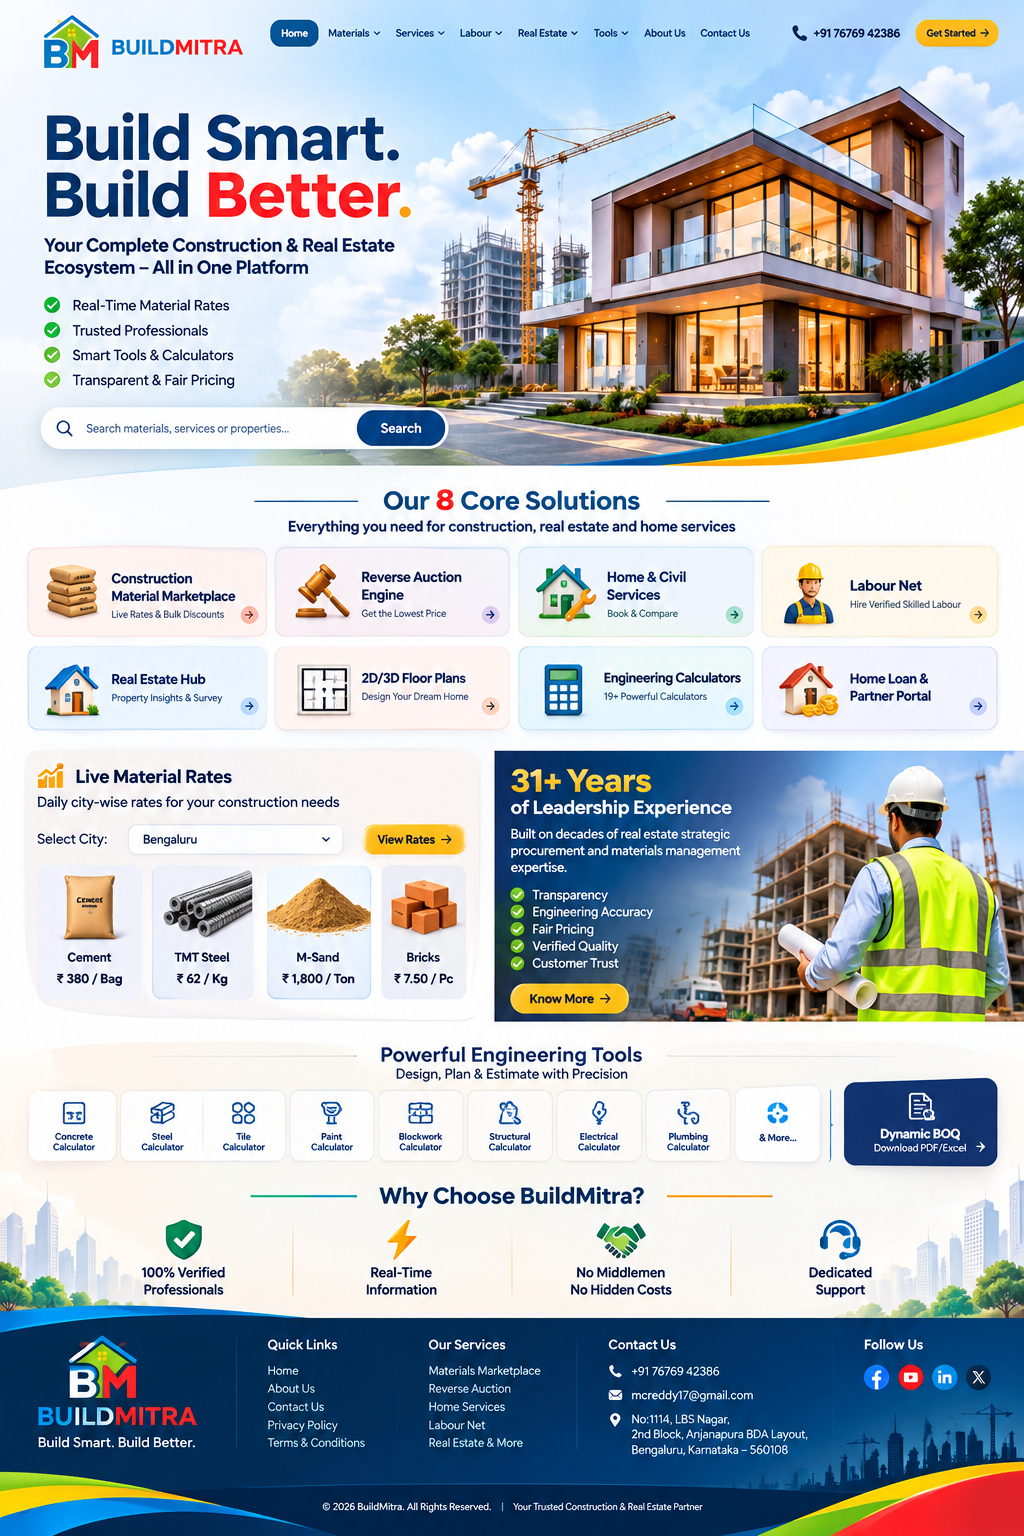 BM BUILDMITRA
Home
Materials
Services
Labour
Real Estate
Tools
About Us
Contact Us
+91 76769 42386
Get Started →
Build Smart.
Build Better.
Your Complete Construction & Real Estate
Ecosystem – All in One Platform
Real-Time Material Rates
Trusted Professionals
Smart Tools & Calculators
Transparent & Fair Pricing
Search materials, services or properties...
Search
Our 8 Core Solutions
Everything you need for construction, real estate and home services
Construction
Material Marketplace
Live Rates & Bulk Discounts
Reverse Auction
Engine
Get the Lowest Price
Home & Civil
Services
Book & Compare
Labour Net
Hire Verified Skilled Labour
Real Estate Hub
Property Insights & Survey
2D/3D Floor Plans
Design Your Dream Home
Engineering Calculators
19+ Powerful Calculators
Home Loan &
Partner Portal
Live Material Rates
Daily city-wise rates for your construction needs
Select City:
Bengaluru
View Rates →
Cement
₹ 380 / Bag
TMT Steel
₹ 62 / Kg
M-Sand
₹ 1,800 / Ton
Bricks
₹ 7.50 / Pc
31+ Years
of Leadership Experience
Built on decades of real estate strategic
procurement and materials management
expertise.
Transparency
Engineering Accuracy
Fair Pricing
Verified Quality
Customer Trust
Know More →
Powerful Engineering Tools
Design, Plan & Estimate with Precision
Concrete
Calculator
Steel
Calculator
Tile
Calculator
Paint
Calculator
Blockwork
Calculator
Structural
Calculator
Electrical
Calculator
Plumbing
Calculator
& More...
Dynamic BOQ
Download PDF/Excel →
Why Choose BuildMitra?
100% Verified
Professionals
Real-Time
Information
No Middlemen
No Hidden Costs
Dedicated
Support
BM
BUILDMITRA
Build Smart. Build Better.
Quick Links
Home
About Us
Contact Us
Privacy Policy
Terms & Conditions
Our Services
Materials Marketplace
Reverse Auction
Home Services
Labour Net
Real Estate & More
Contact Us
+91 76769 42386
mcreddy17@gmail.com
No:1114, LBS Nagar,
2nd Block, Anjanapura BDA Layout,
Bengaluru, Karnataka – 560108
Follow Us
© 2026 BuildMitra. All Rights Reserved. | Your Trusted Construction & Real Estate Partner